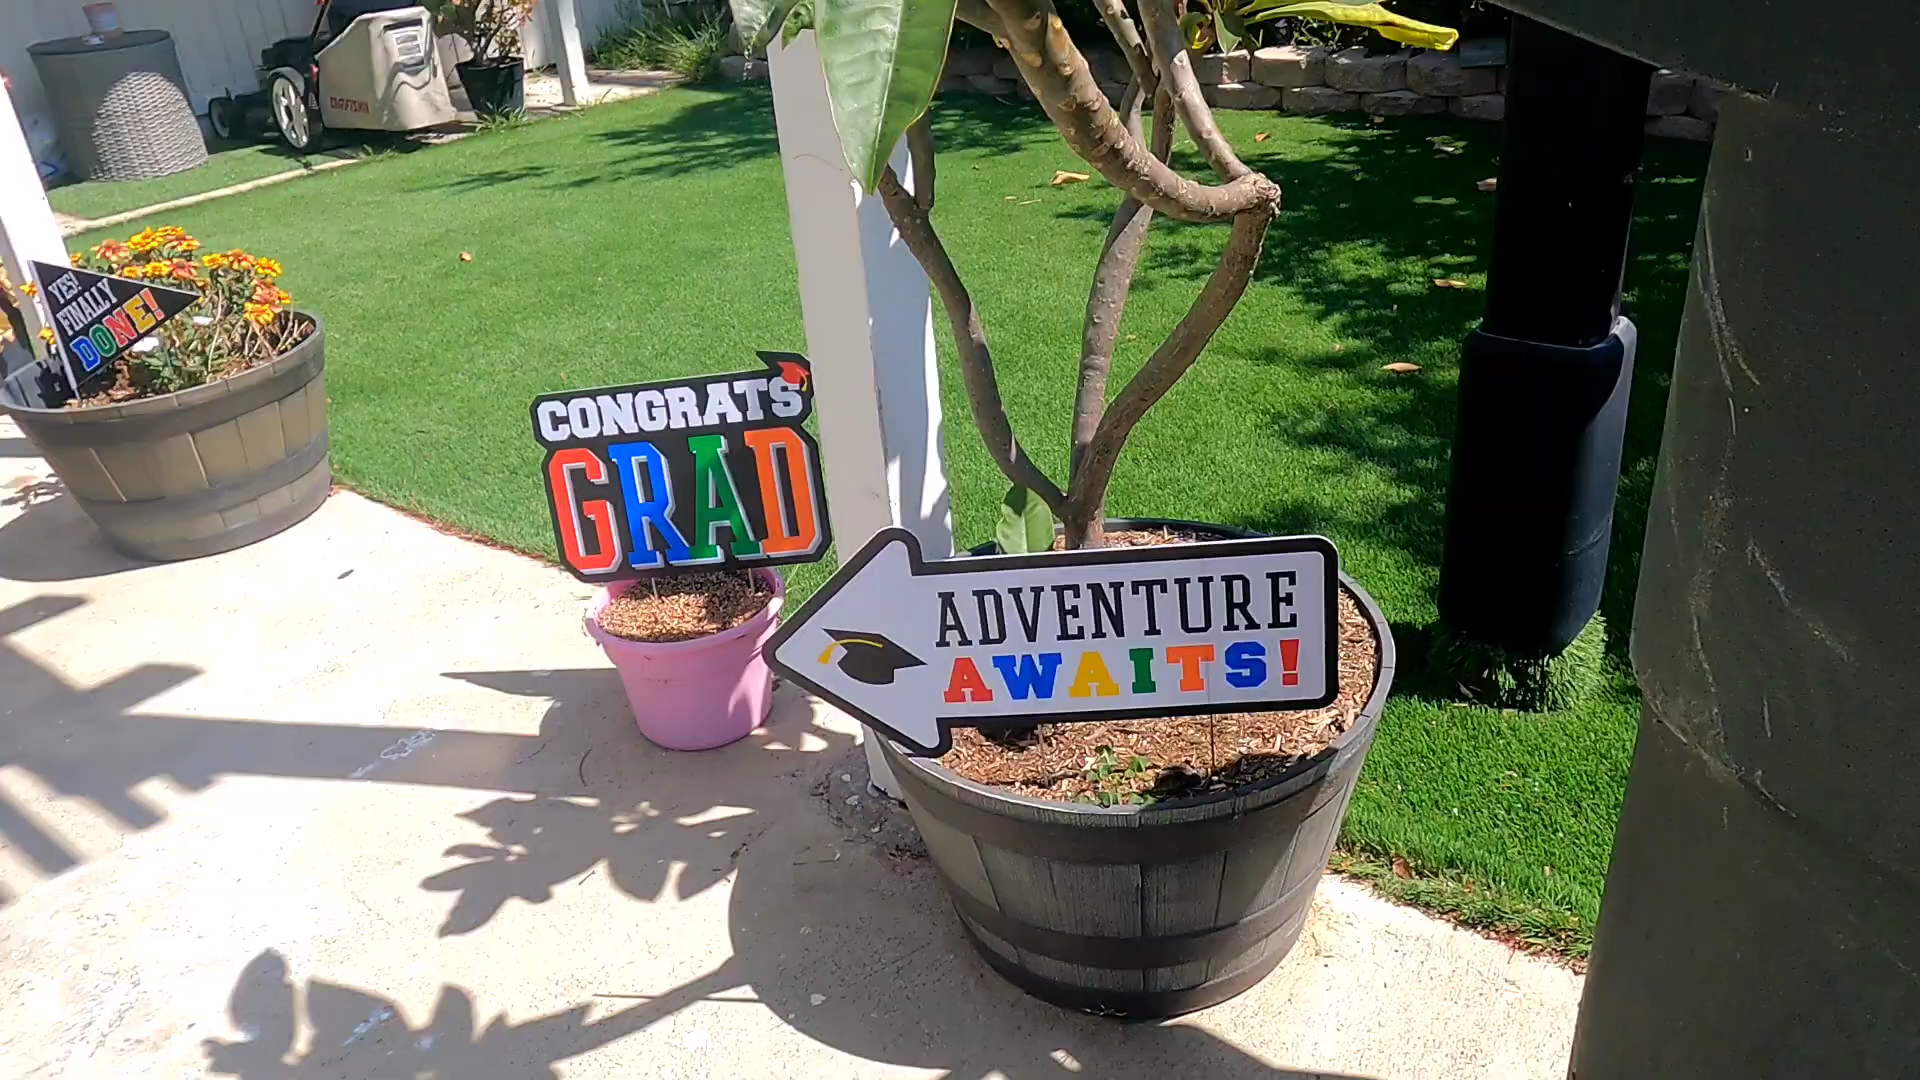 CRAFTSMAN
YES!
FINALLY
DONE!
CONGRATS
GRAD
ADVENTURE
AWAITS!